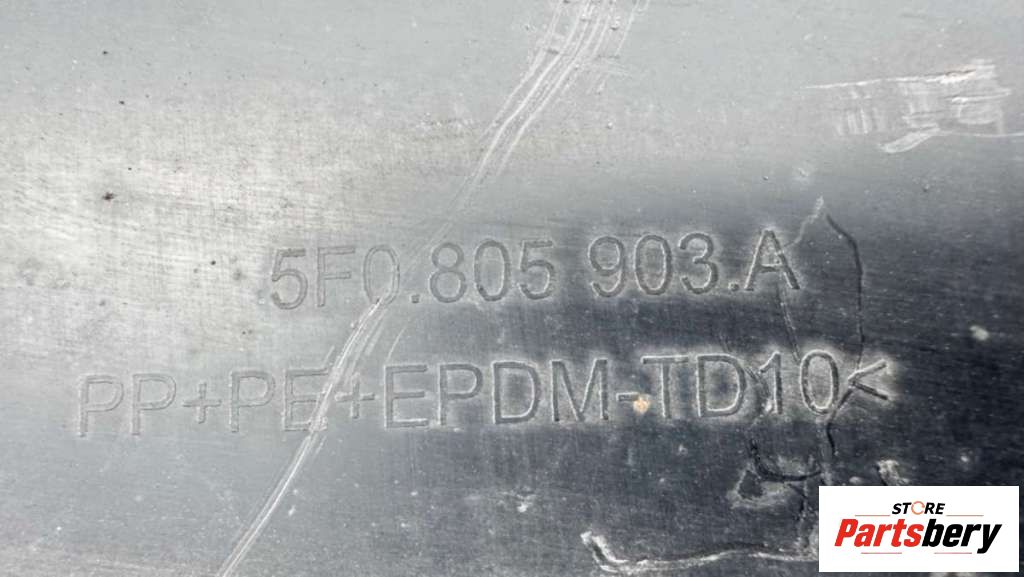 5F0.805 903.A
PP+PE+EPDM-TD10<
STORE
Partsbery